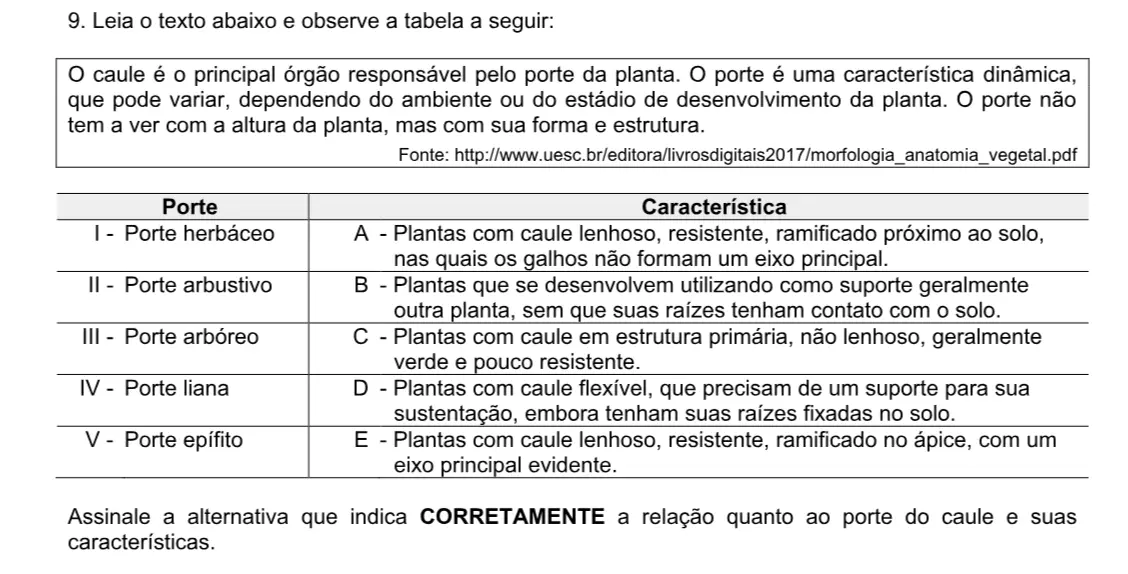 9. Leia o texto abaixo e observe a tabela a seguir:
O caule é o principal órgão responsável pelo porte da planta. O porte é uma característica dinâmica,
que pode variar, dependendo do ambiente ou do estádio de desenvolvimento da planta. O porte não
tem a ver com a altura da planta, mas com sua forma e estrutura.
Fonte: http://www.uesc.br/editora/livrosdigitais2017/morfologia_anatomia_vegetal.pdf
Porte Característica
I - Porte herbáceo A - Plantas com caule lenhoso, resistente, ramificado próximo ao solo,
nas quais os galhos não formam um eixo principal.
II - Porte arbustivo B - Plantas que se desenvolvem utilizando como suporte geralmente
outra planta, sem que suas raízes tenham contato com o solo.
III - Porte arbóreo C - Plantas com caule em estrutura primária, não lenhoso, geralmente
verde e pouco resistente.
IV - Porte liana D - Plantas com caule flexível, que precisam de um suporte para sua
sustentação, embora tenham suas raízes fixadas no solo.
V - Porte epífito E - Plantas com caule lenhoso, resistente, ramificado no ápice, com um
eixo principal evidente.
Assinale a alternativa que indica CORRETAMENTE a relação quanto ao porte do caule e suas
características.